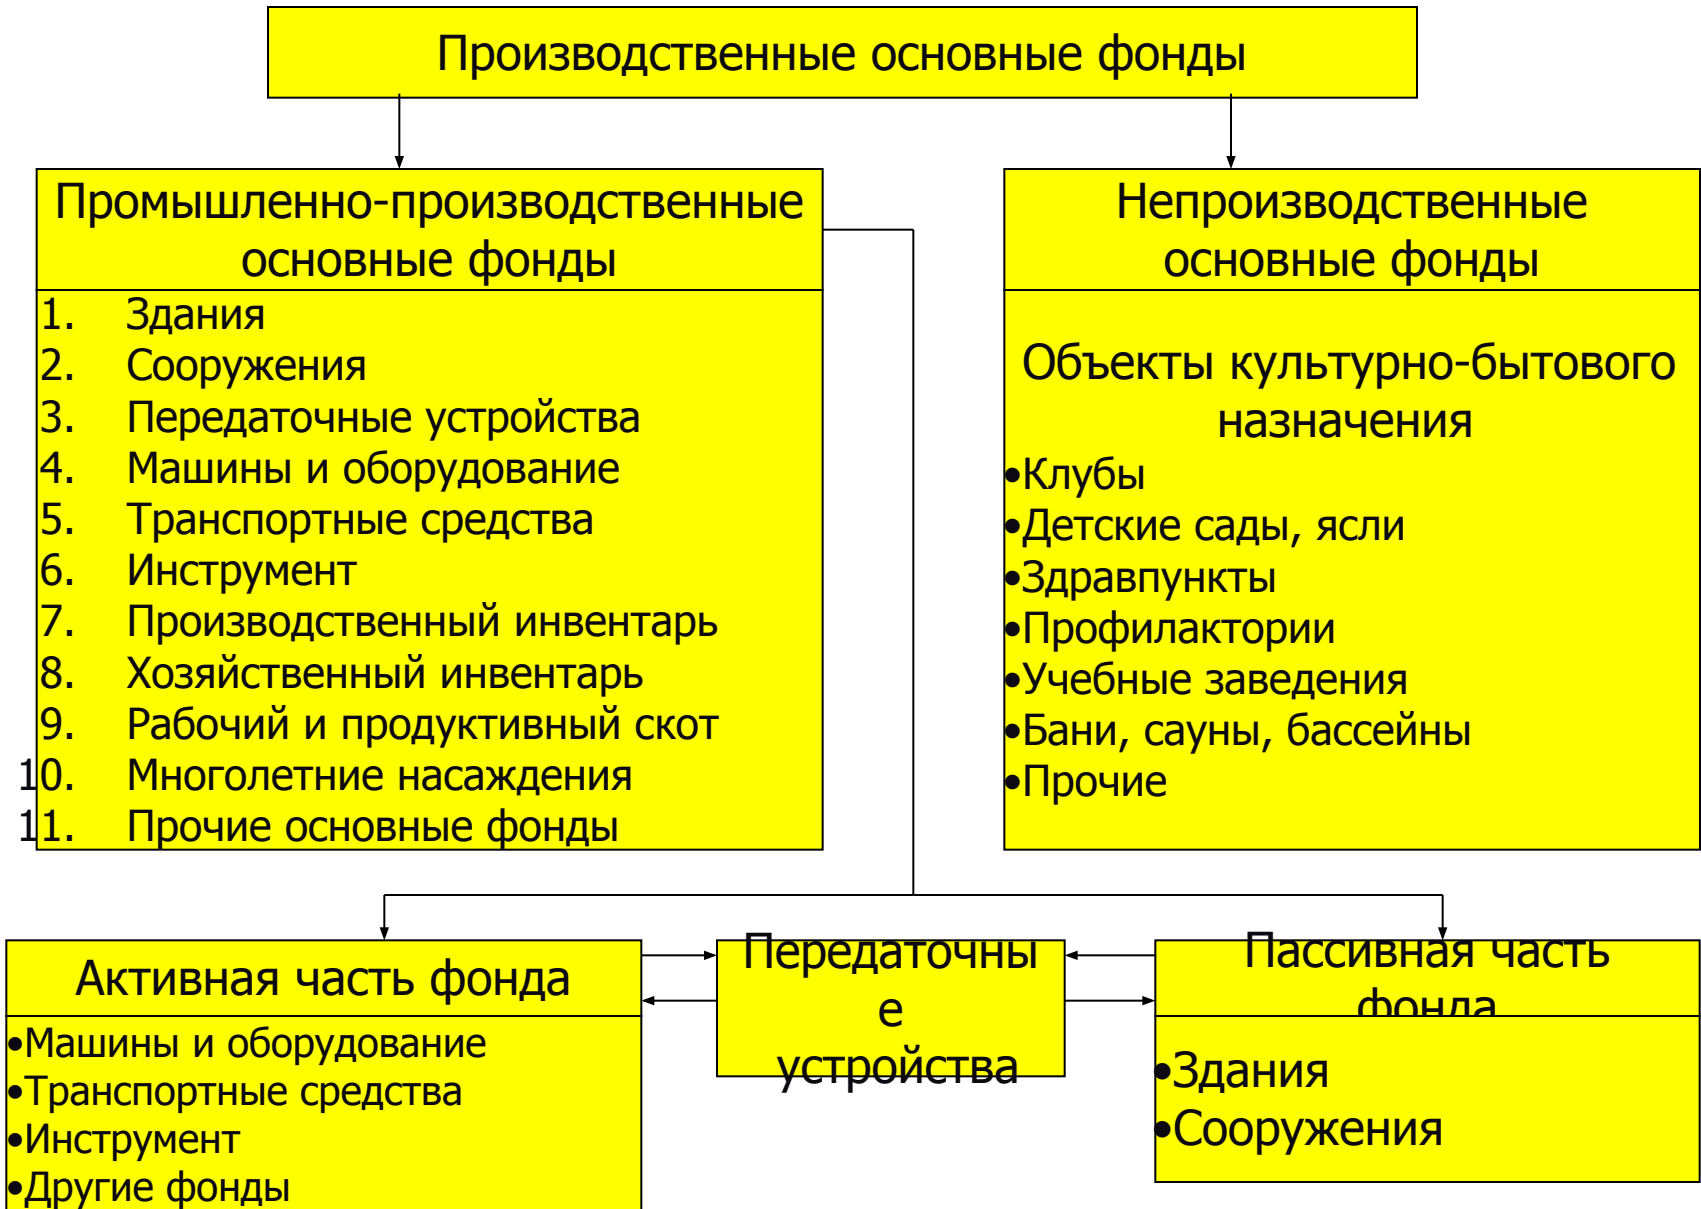 Производственные основные фонды
Промышленно-производственные
основные фонды
1. Здания
2. Сооружения
3. Передаточные устройства
4. Машины и оборудование
5. Транспортные средства
6. Инструмент
7. Производственный инвентарь
8. Хозяйственный инвентарь
9. Рабочий и продуктивный скот
10. Многолетние насаждения
11. Прочие основные фонды
Непроизводственные
основные фонды
Объекты культурно-бытового
назначения
•Клубы
•Детские сады, ясли
•Здравпункты
•Профилактории
•Учебные заведения
•Бани, сауны, бассейны
•Прочие
Активная часть фонда
•Машины и оборудование
•Транспортные средства
•Инструмент
•Другие фонды
Передаточны
е
устройства
Пассивная часть
фонда
•Здания
•Сооружения